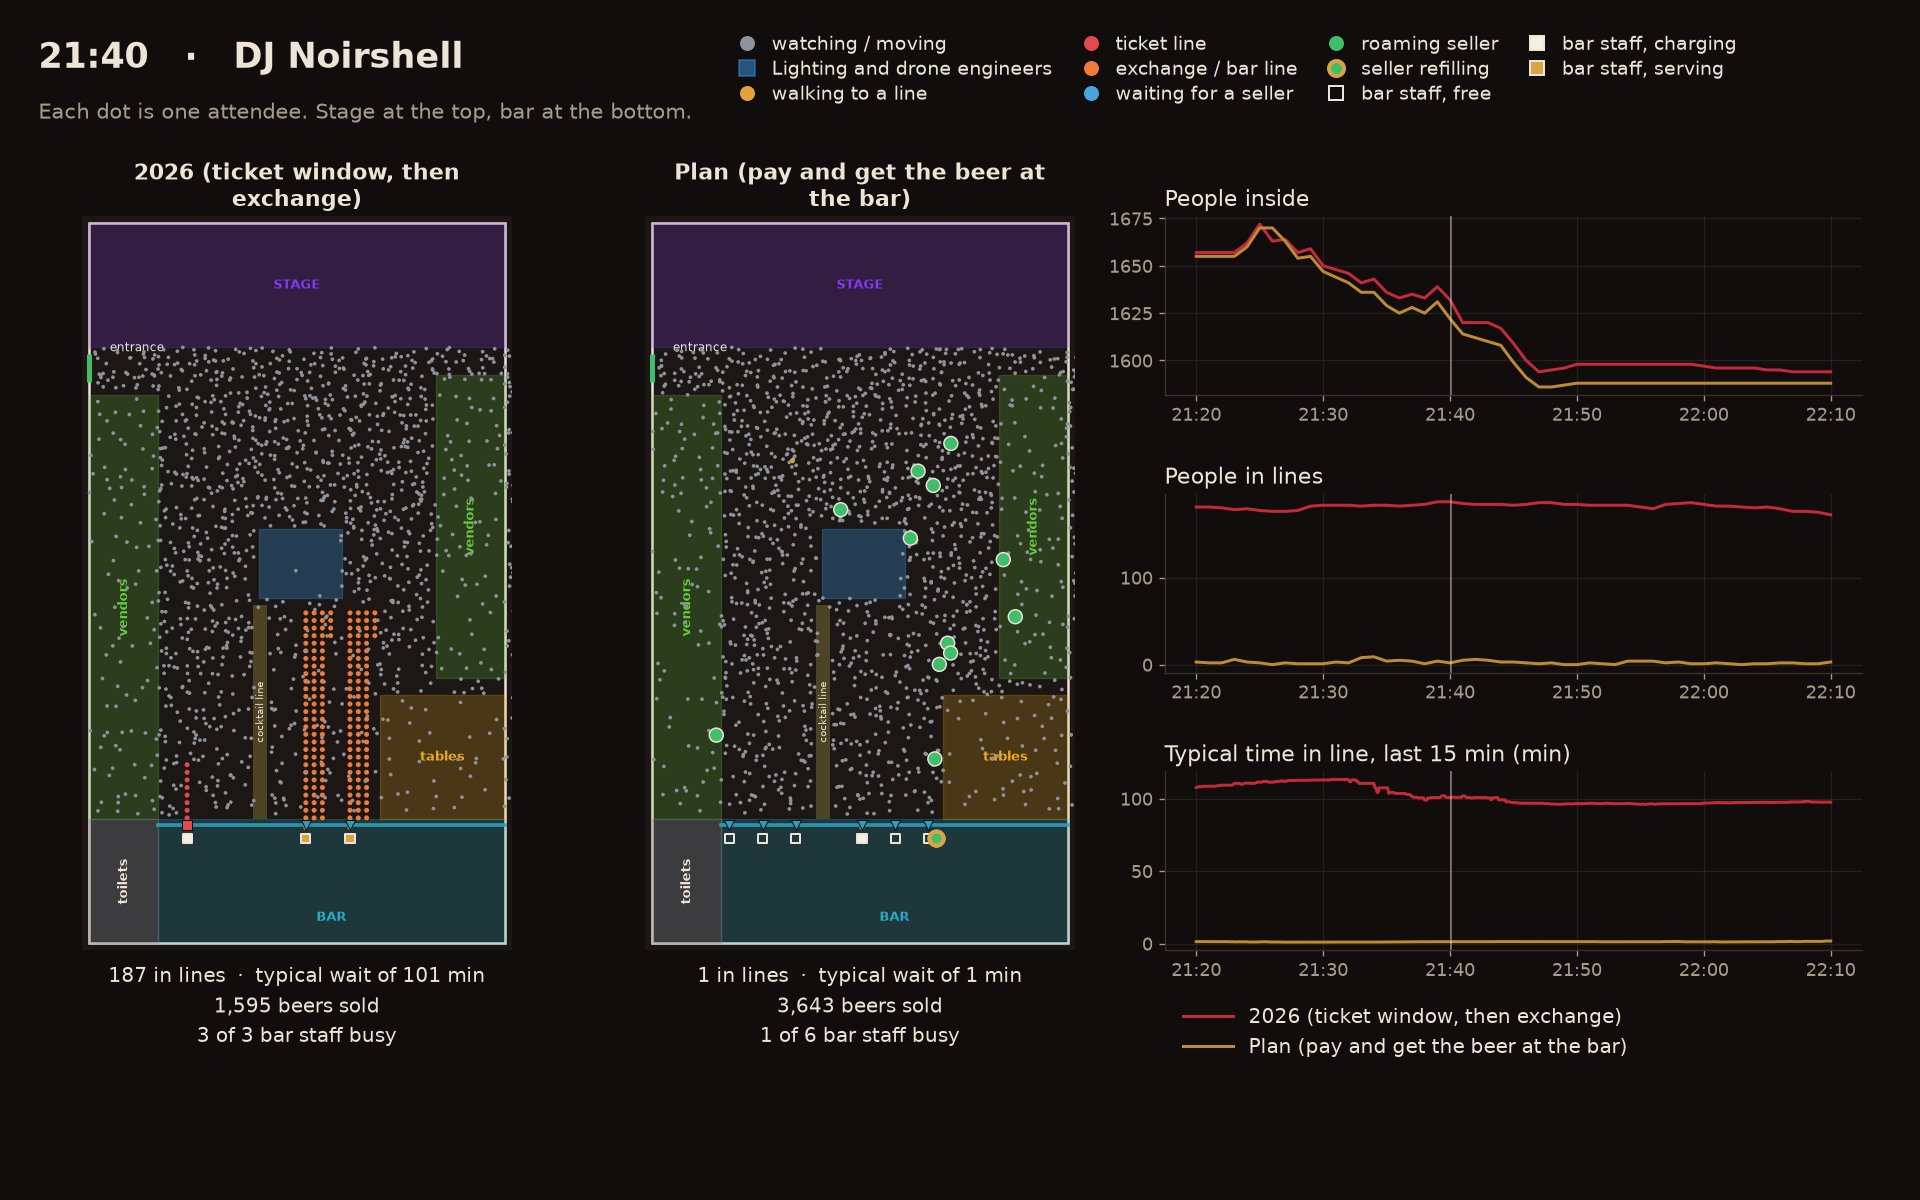 21:40 · DJ Noirshell
Each dot is one attendee. Stage at the top, bar at the bottom.
watching / moving
Lighting and drone engineers
walking to a line
ticket line
exchange / bar line
waiting for a seller
roaming seller
seller refilling
bar staff, free
bar staff, charging
bar staff, serving
2026 (ticket window, then
exchange)
STAGE
entrance
vendors
vendors
cocktail line
tables
toilets
BAR
187 in lines · typical wait of 101 min
1,595 beers sold
3 of 3 bar staff busy
Plan (pay and get the beer at
the bar)
STAGE
entrance
vendors
vendors
cocktail line
tables
toilets
BAR
1 in lines · typical wait of 1 min
3,643 beers sold
1 of 6 bar staff busy
People inside
1675
1650
1625
1600
21:20 21:30 21:40 21:50 22:00 22:10
People in lines
100
0
21:20 21:30 21:40 21:50 22:00 22:10
Typical time in line, last 15 min (min)
100
50
0
21:20 21:30 21:40 21:50 22:00 22:10
2026 (ticket window, then exchange)
Plan (pay and get the beer at the bar)